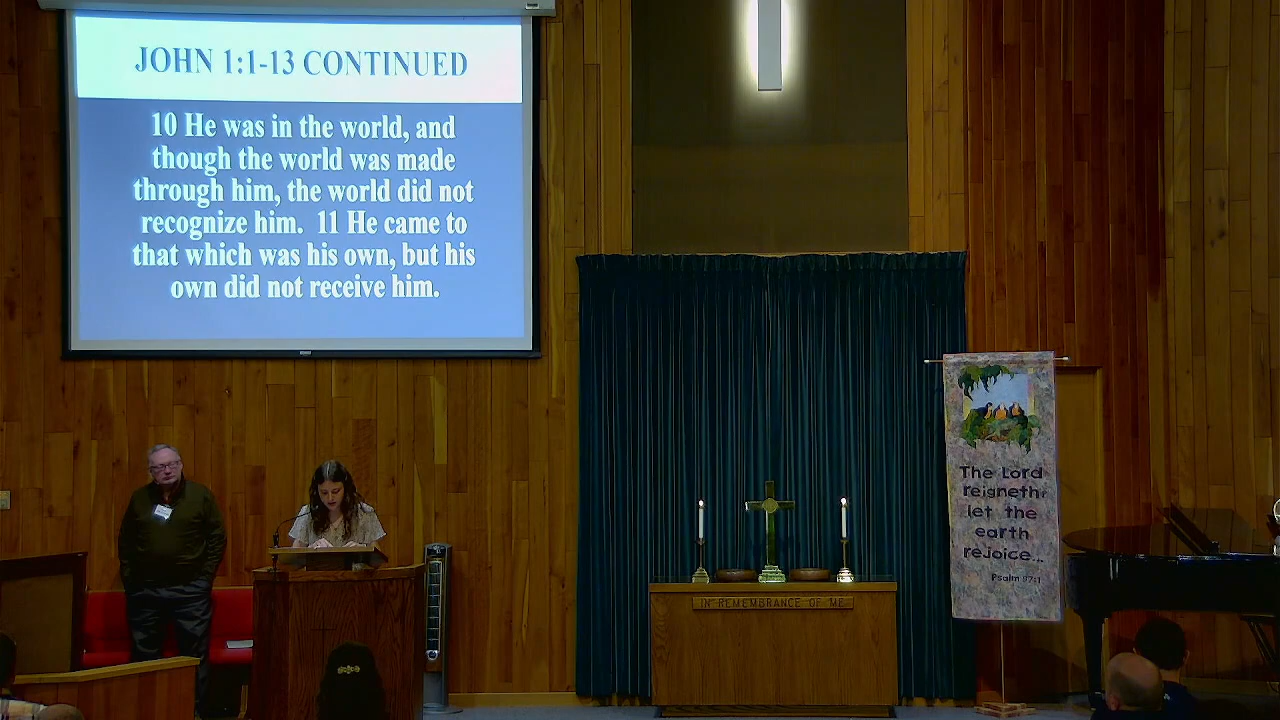 JOHN 1:1-13 CONTINUED
10 He was in the world, and
though the world was made
through him, the world did not
recognize him.  11 He came to
that which was his own, but his
own did not receive him.
The Lord
reigneth;
let the
earth
rejoice...
Psalm 97:1
IN REMEMBRANCE OF ME